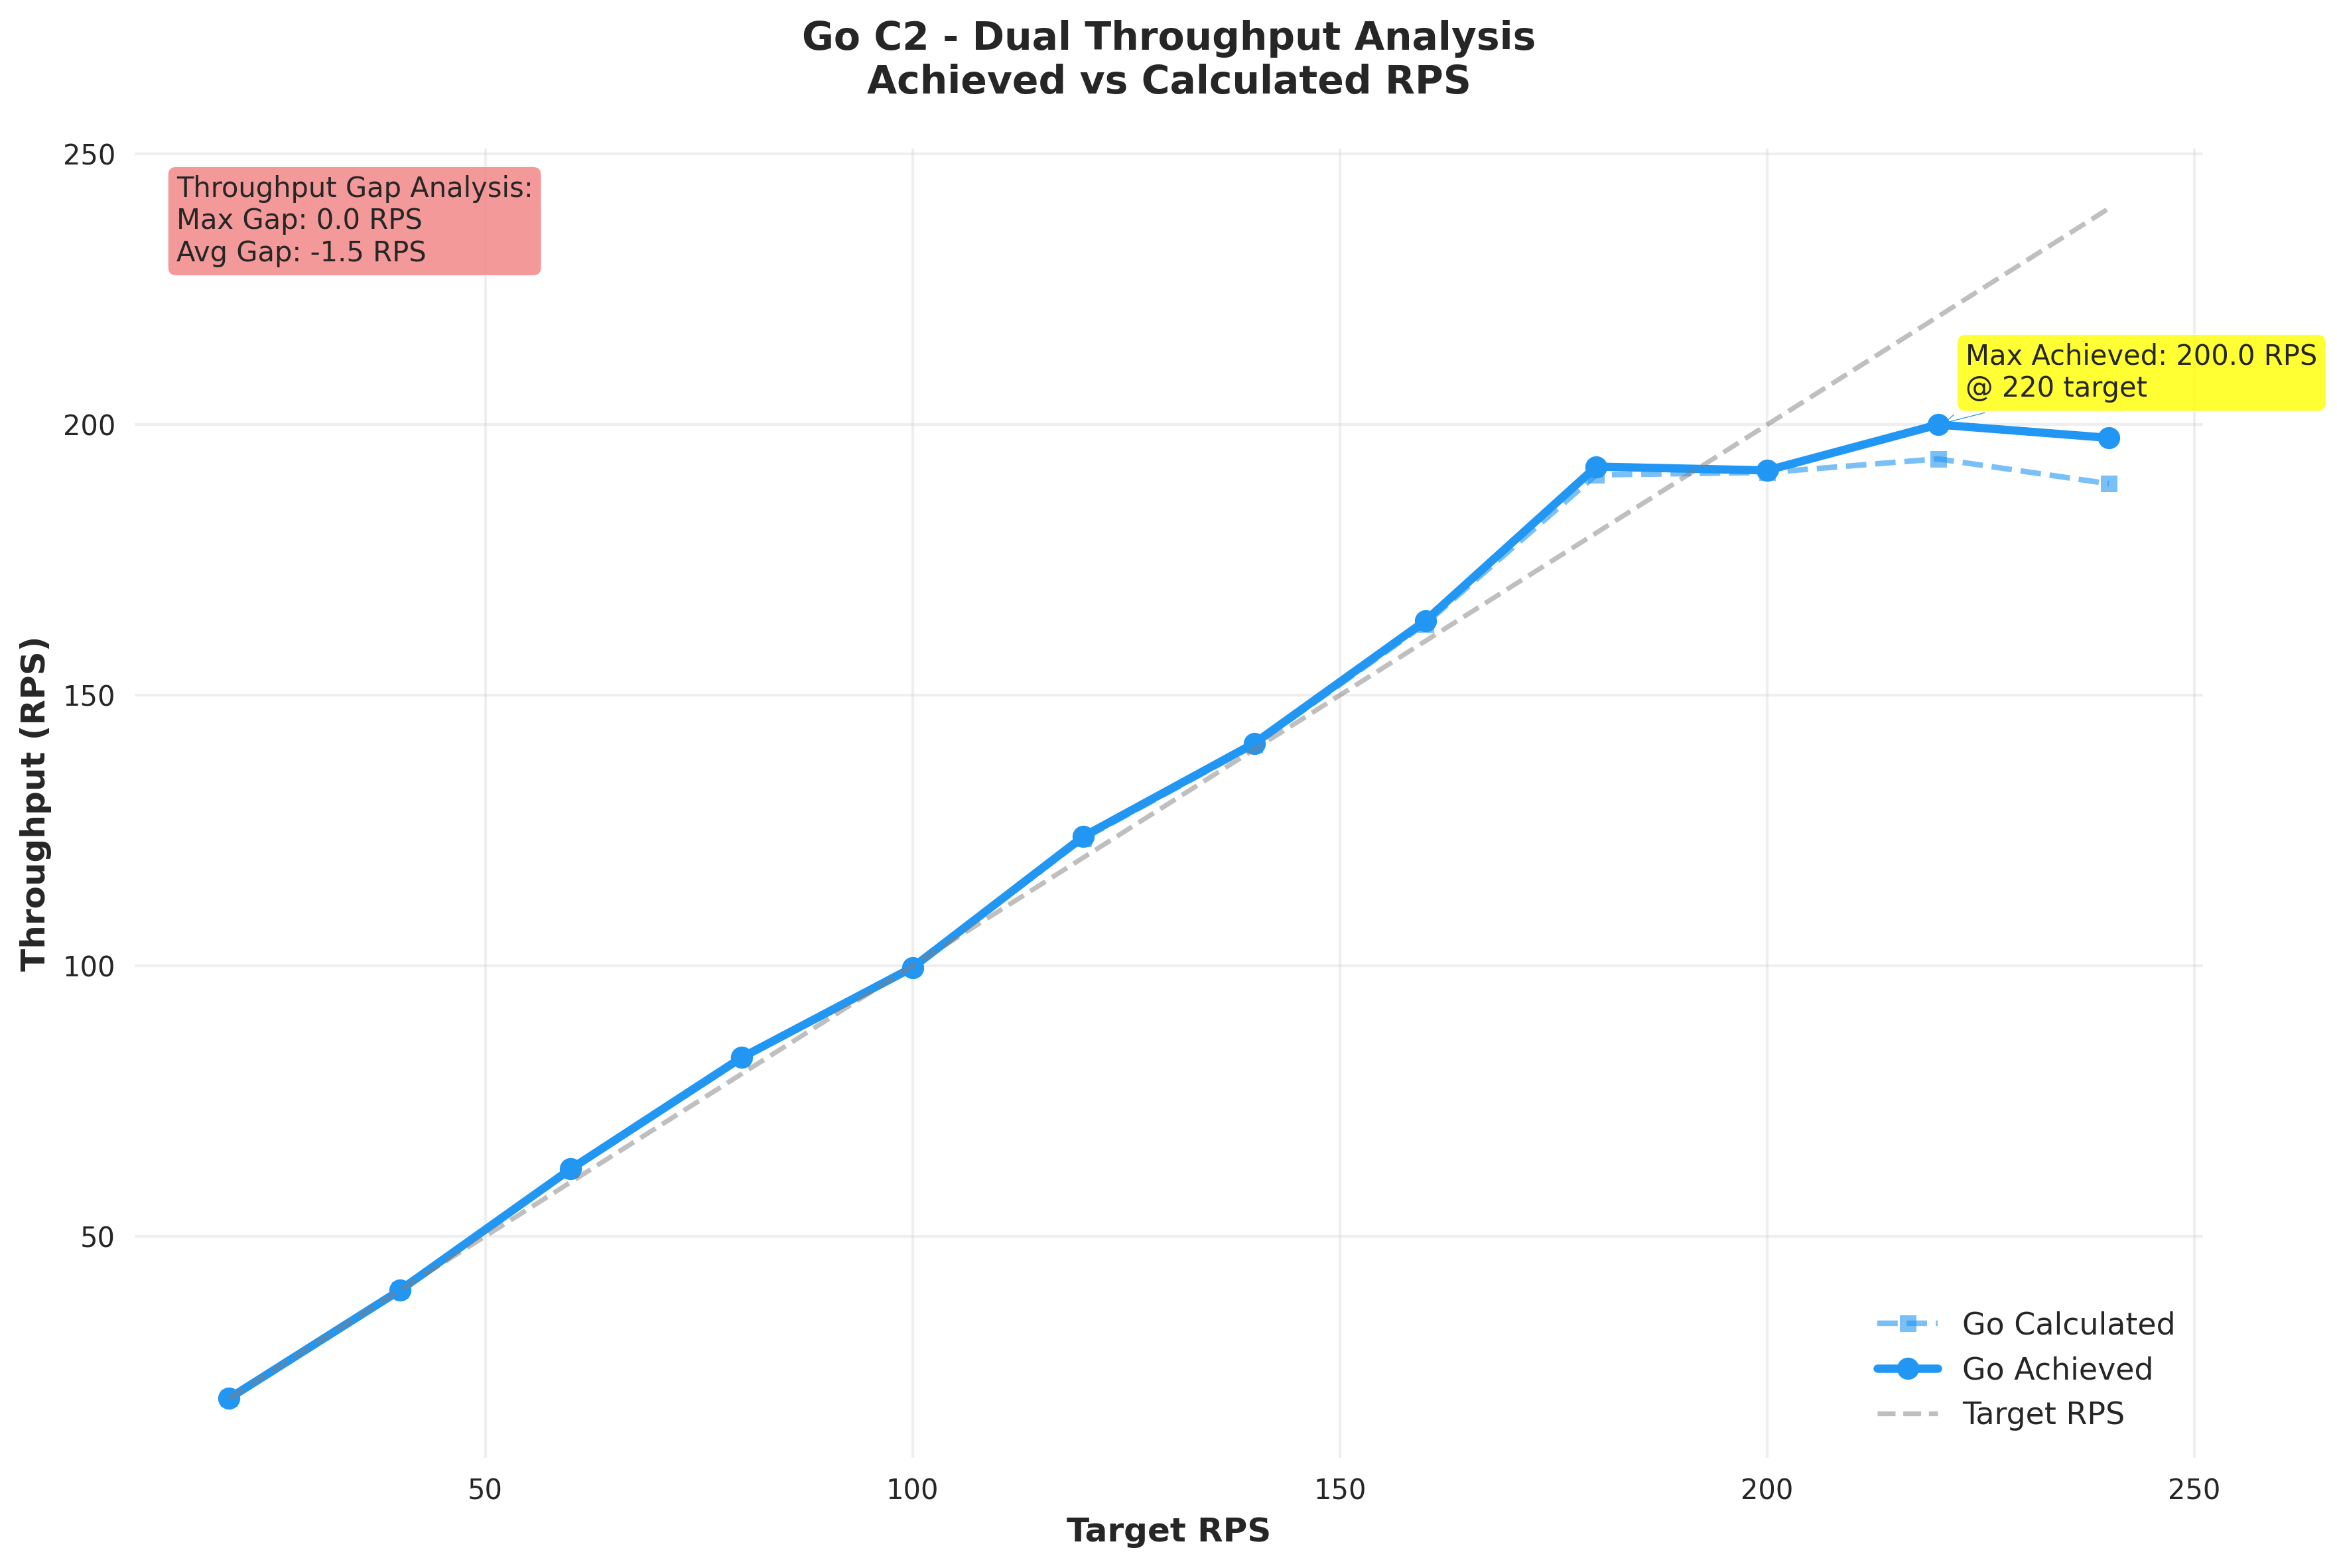 Go C2 - Dual Throughput Analysis
Achieved vs Calculated RPS
250
Throughput Gap Analysis:
Max Gap: 0.0 RPS
Avg Gap: -1.5 RPS
Max Achieved: 200.0 RPS
@ 220 target
200
150
100
50
Throughput (RPS)
Go Calculated
Go Achieved
Target RPS
50
100
150
200
250
Target RPS